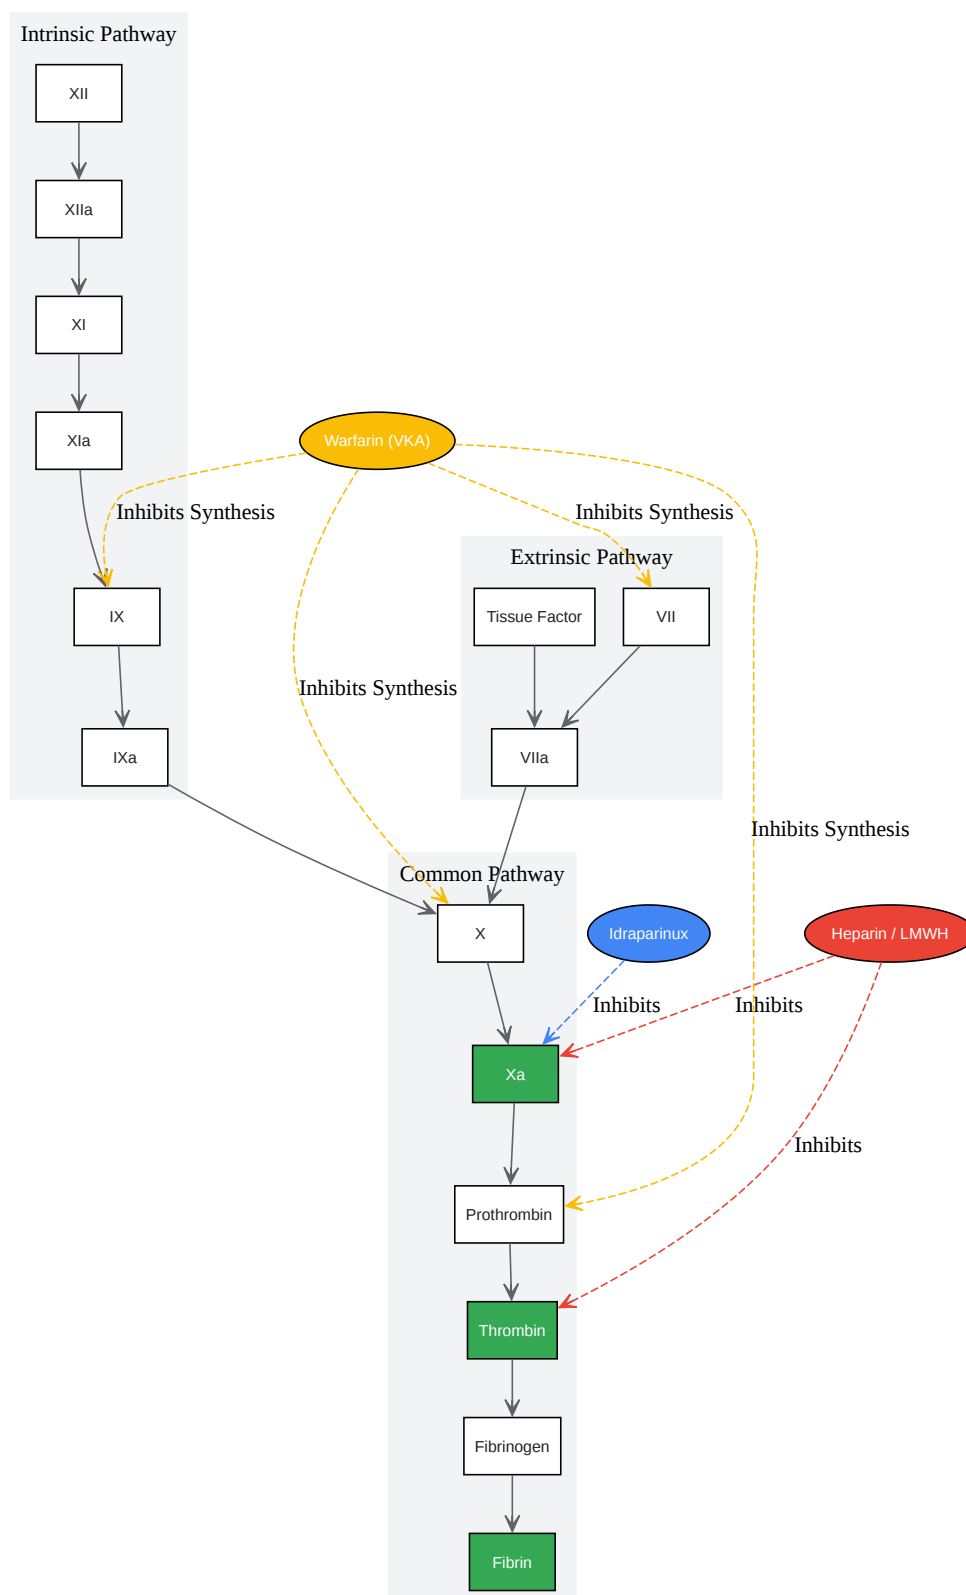 Intrinsic Pathway
XII
XIIa
XI
XIa
Warfarin (VKA)
Inhibits Synthesis
Inhibits Synthesis
Extrinsic Pathway
IX
Tissue Factor
VII
Inhibits Synthesis
IXa
VIIa
Inhibits Synthesis
Common Pathway
X
Idraparinux
Heparin / LMWH
Inhibits
Inhibits
Xa
Inhibits
Prothrombin
Thrombin
Fibrinogen
Fibrin